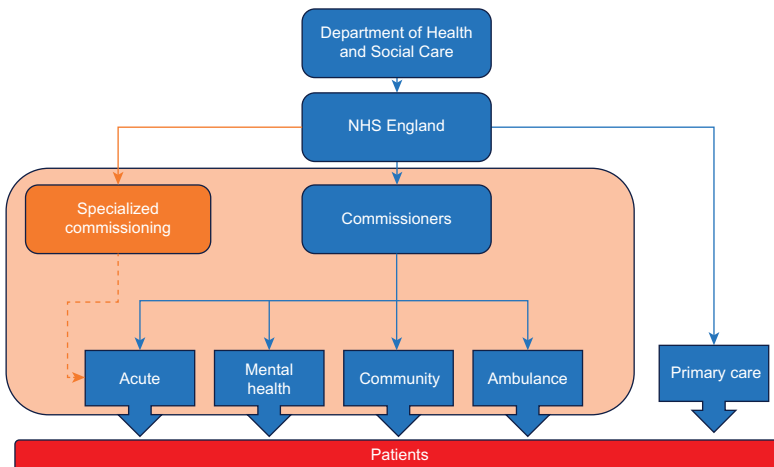 Department of Health
and Social Care
NHS England
Specialized
commissioning
Commissioners
Acute
Mental
health
Community
Ambulance
Primary care
Patients